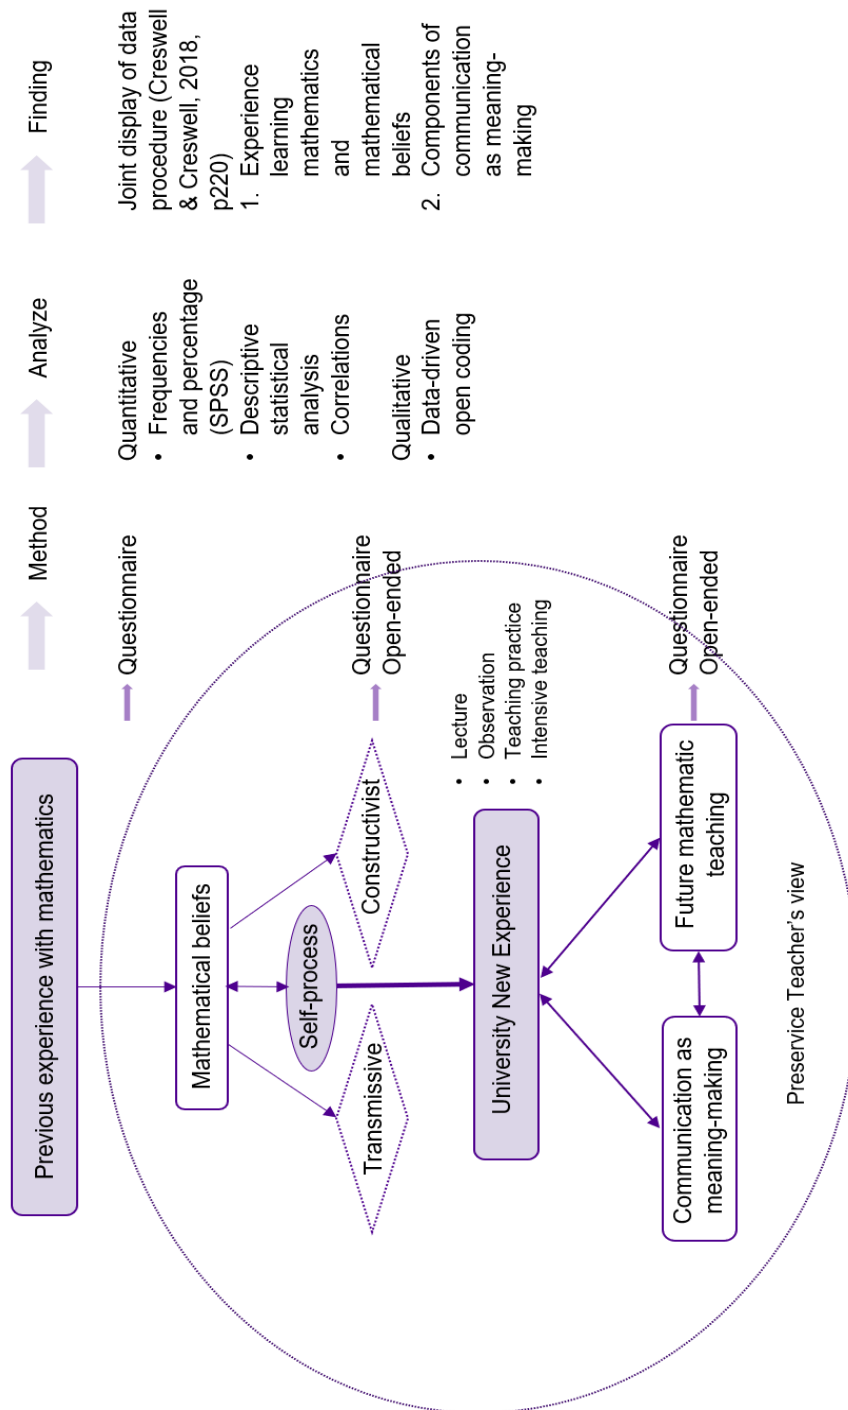 Previous experience with mathematics
Method
Analyze
Finding
Mathematical beliefs
Questionnaire
Transmissive
Self-process
Constructivist
Questionnaire
Open-ended
University New Experience
• Lecture
• Observation
• Teaching practice
• Intensive teaching
Communication as
meaning-making
Future mathematic
teaching
Questionnaire
Open-ended
Preservice Teacher's view
Quantitative
• Frequencies
and percentage
(SPSS)
• Descriptive
statistical
analysis
• Correlations
Qualitative
• Data-driven
open coding
Joint display of data
procedure (Creswell
& Creswell, 2018,
p220)
1. Experience
learning
mathematics
and
mathematical
beliefs
2. Components of
communication
as meaning-
making